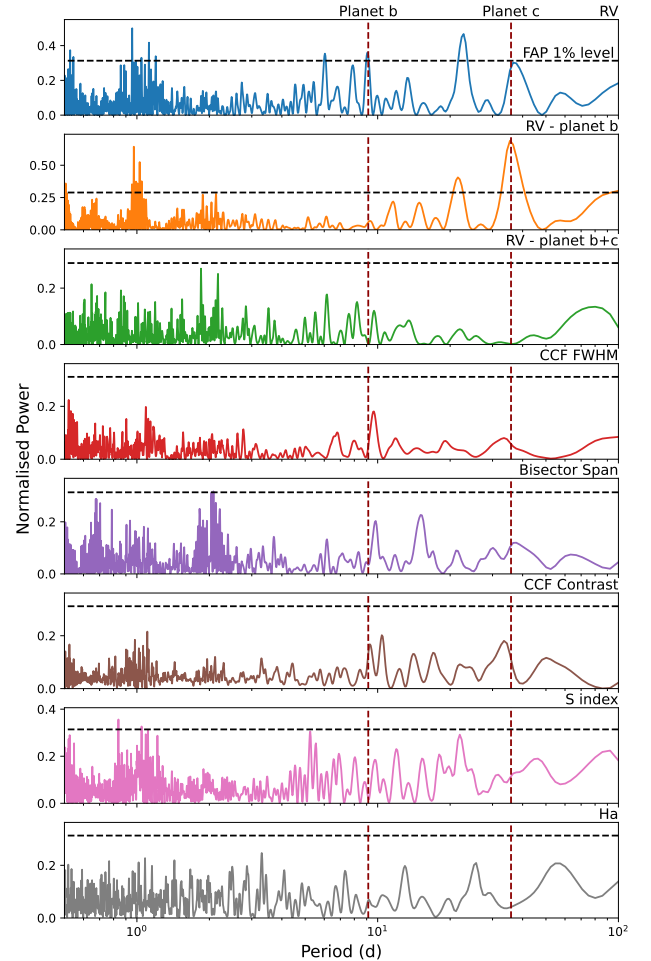 Planet b Planet c RV
0.4
FAP 1% level
0.2
0.0
RV - planet b
0.50
0.25
0.00
RV - planet b+c
0.2
0.0
CCF FWHM
0.2
0.0
Bisector Span
0.2
0.0
CCF Contrast
0.2
0.0
S index
0.4
0.2
0.0
Ha
0.2
0.0
10⁰ 10¹ 10²
Period (d)
Normalised Power